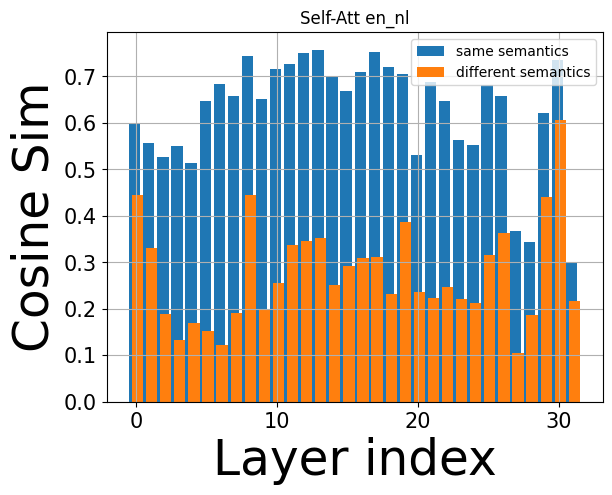 Self-Att en_nl
same semantics
different semantics
Cosine Sim
0.7
0.6
0.5
0.4
0.3
0.2
0.1
0.0
0 10 20 30
Layer index